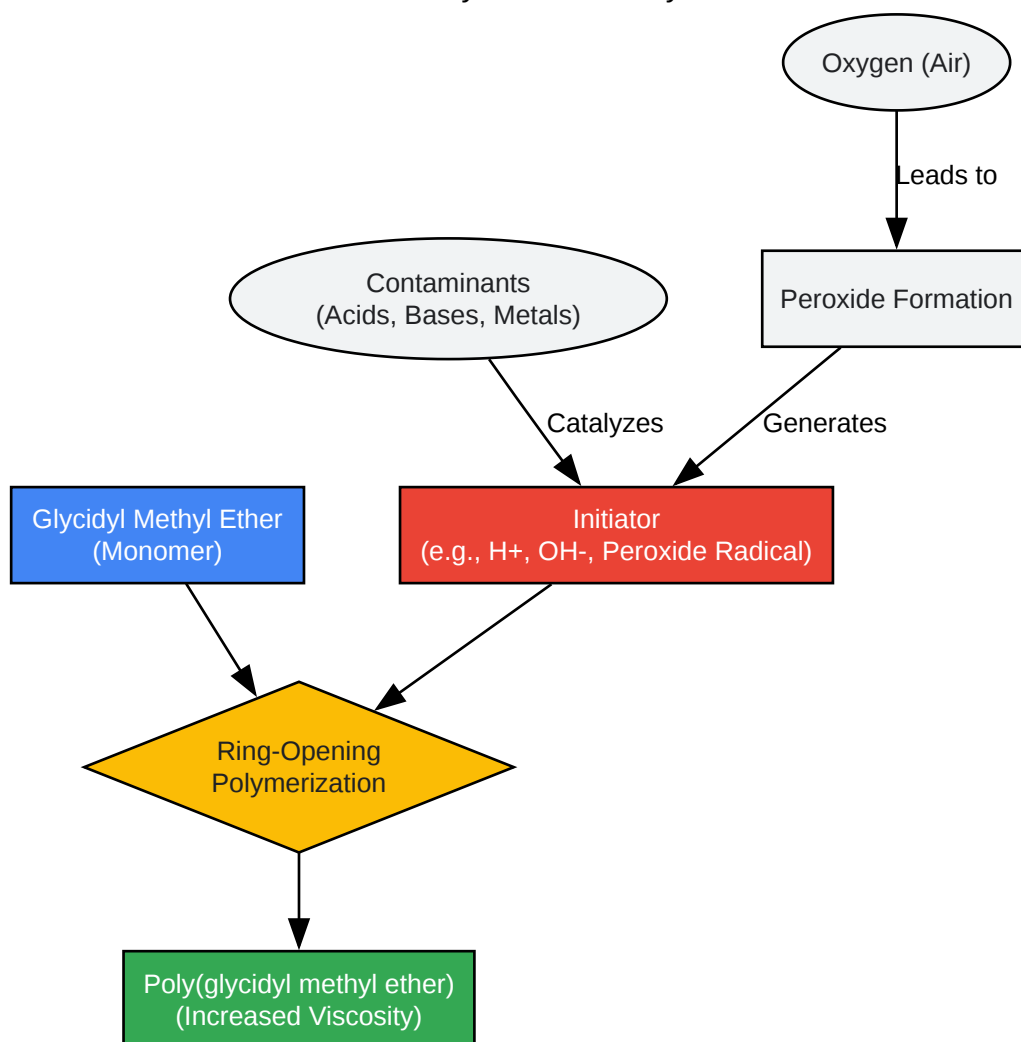 Oxygen (Air)
Leads to
Contaminants
(Acids, Bases, Metals)
Peroxide Formation
Catalyzes
Generates
Glycidyl Methyl Ether
(Monomer)
Initiator
(e.g., H+, OH-, Peroxide Radical)
Ring-Opening
Polymerization
Poly(glycidyl methyl ether)
(Increased Viscosity)